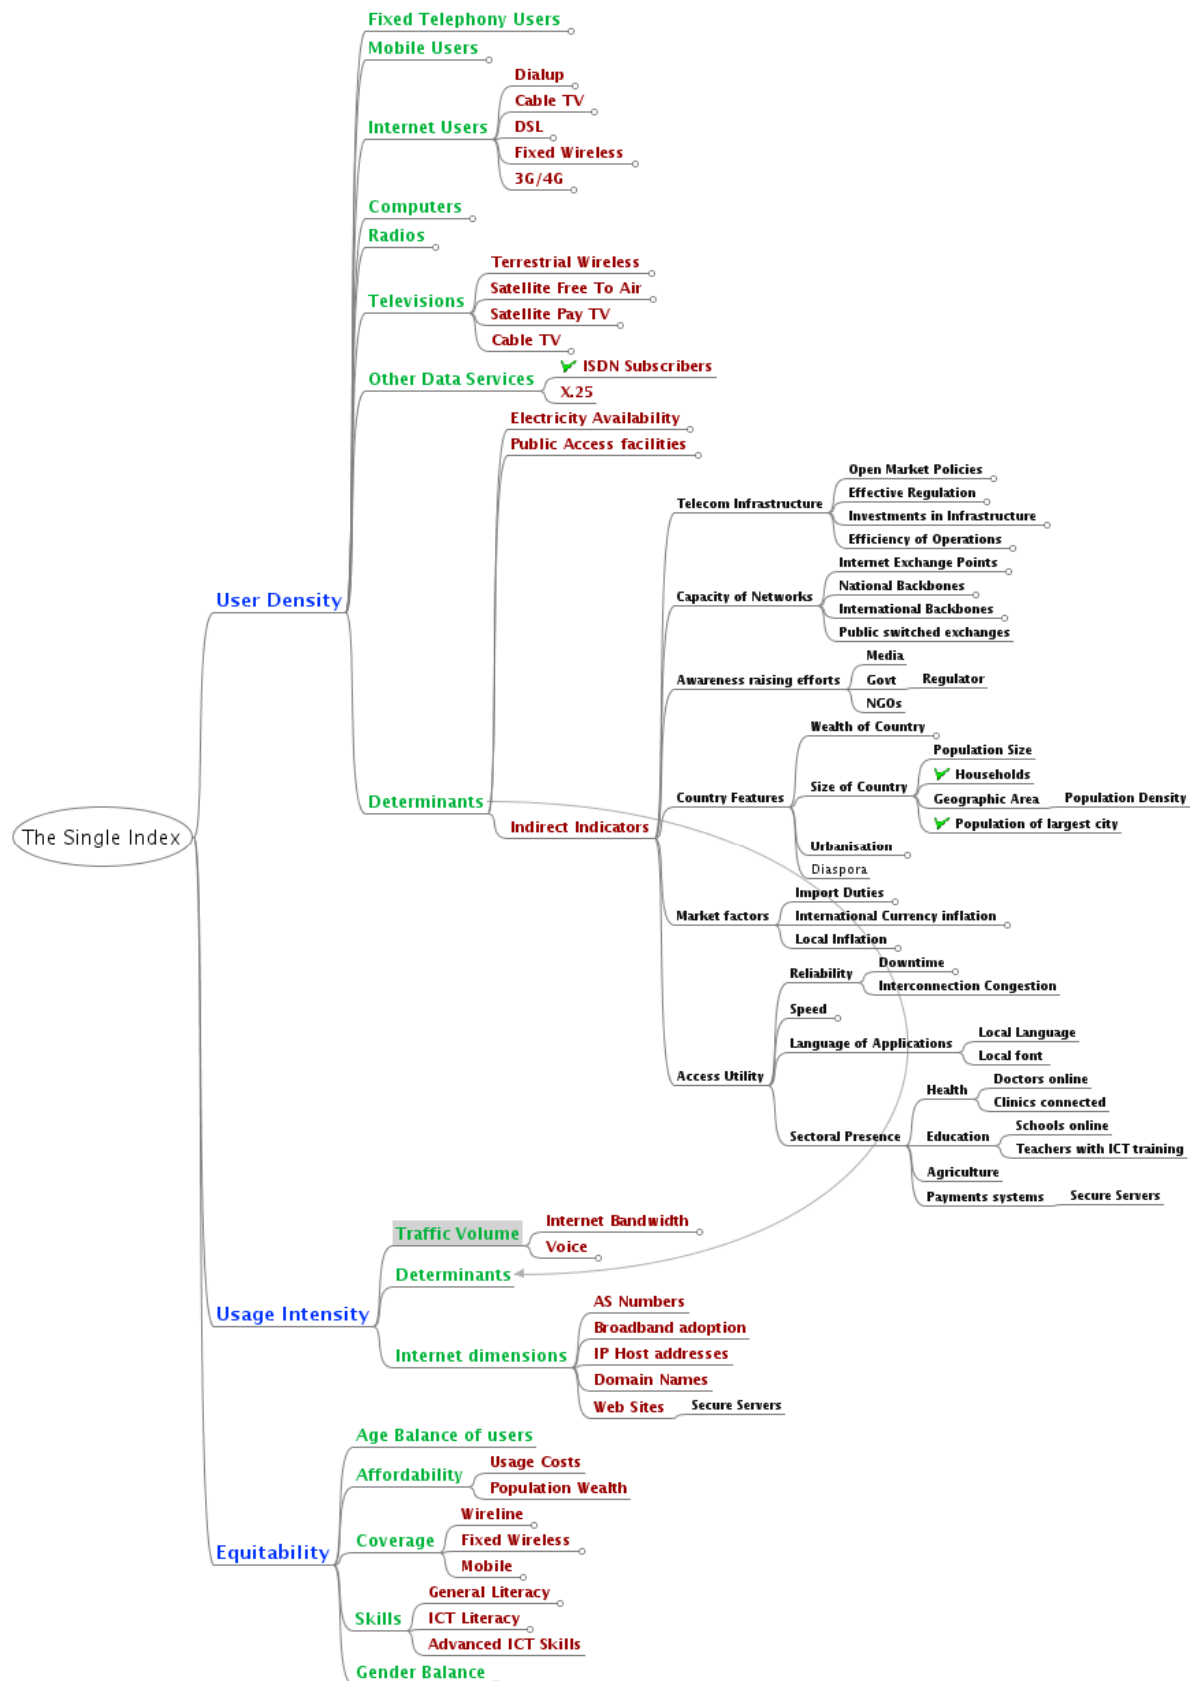 The Single Index
User Density
Fixed Telephony Users
Mobile Users
Internet Users
Dialup
Cable TV
DSL
Fixed Wireless
3G/4G
Computers
Radios
Televisions
Terrestrial Wireless
Satellite Free To Air
Satellite Pay TV
Cable TV
Other Data Services
ISDN Subscribers
X.25
Determinants
Electricity Availability
Public Access facilities
Indirect Indicators
Telecom Infrastructure
Open Market Policies
Effective Regulation
Investments in Infrastructure
Efficiency of Operations
Capacity of Networks
Internet Exchange Points
National Backbones
International Backbones
Public switched exchanges
Awareness raising efforts
Media
Govt
Regulator
NGOs
Country Features
Wealth of Country
Size of Country
Population Size
Households
Geographic Area
Population Density
Population of largest city
Urbanisation
Diaspora
Market factors
Import Duties
International Currency inflation
Local Inflation
Access Utility
Reliability
Downtime
Interconnection Congestion
Speed
Language of Applications
Local Language
Local font
Sectoral Presence
Health
Doctors online
Clinics connected
Education
Schools online
Teachers with ICT training
Agriculture
Payments systems
Secure Servers
Usage Intensity
Traffic Volume
Internet Bandwidth
Voice
Determinants
Internet dimensions
AS Numbers
Broadband adoption
IP Host addresses
Domain Names
Web Sites
Secure Servers
Equitability
Age Balance of users
Affordability
Usage Costs
Population Wealth
Coverage
Wireline
Fixed Wireless
Mobile
Skills
General Literacy
ICT Literacy
Advanced ICT Skills
Gender Balance